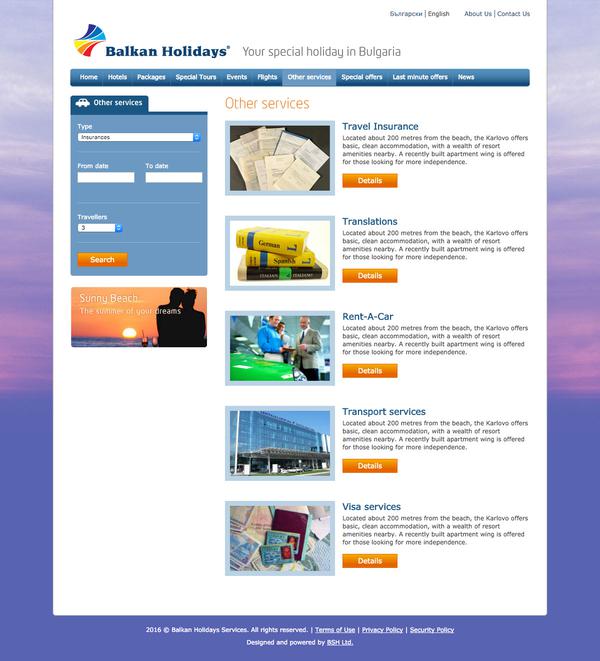 Български | English About Us | Contact Us
Balkan Holidays® Your special holiday in Bulgaria
Home Hotels Packages Special Tours Events Flights Other services Special offers Last minute offers News
Other services
Type
Insurances
From date To date
Travellers
3
Search
Sunny Beach..
The summer of your dreams
Other services
Travel Insurance
Located about 200 metres from the beach, the Karlovo offers
basic, clean accommodation, with a wealth of resort
amenities nearby. A recently built apartment wing is offered
for those looking for more independence.
Details
German
Spanish
ITALIAN ITALIANO
Translations
Located about 200 metres from the beach, the Karlovo offers
basic, clean accommodation, with a wealth of resort
amenities nearby. A recently built apartment wing is offered
for those looking for more independence.
Details
Rent-A-Car
Located about 200 metres from the beach, the Karlovo offers
basic, clean accommodation, with a wealth of resort
amenities nearby. A recently built apartment wing is offered
for those looking for more independence.
Details
Transport services
Located about 200 metres from the beach, the Karlovo offers
basic, clean accommodation, with a wealth of resort
amenities nearby. A recently built apartment wing is offered
for those looking for more independence.
Details
Visa services
Located about 200 metres from the beach, the Karlovo offers
basic, clean accommodation, with a wealth of resort
amenities nearby. A recently built apartment wing is offered
for those looking for more independence.
Details
2016 © Balkan Holidays Services. All rights reserved. | Terms of Use | Privacy Policy | Security Policy
Designed and powered by BSH Ltd.